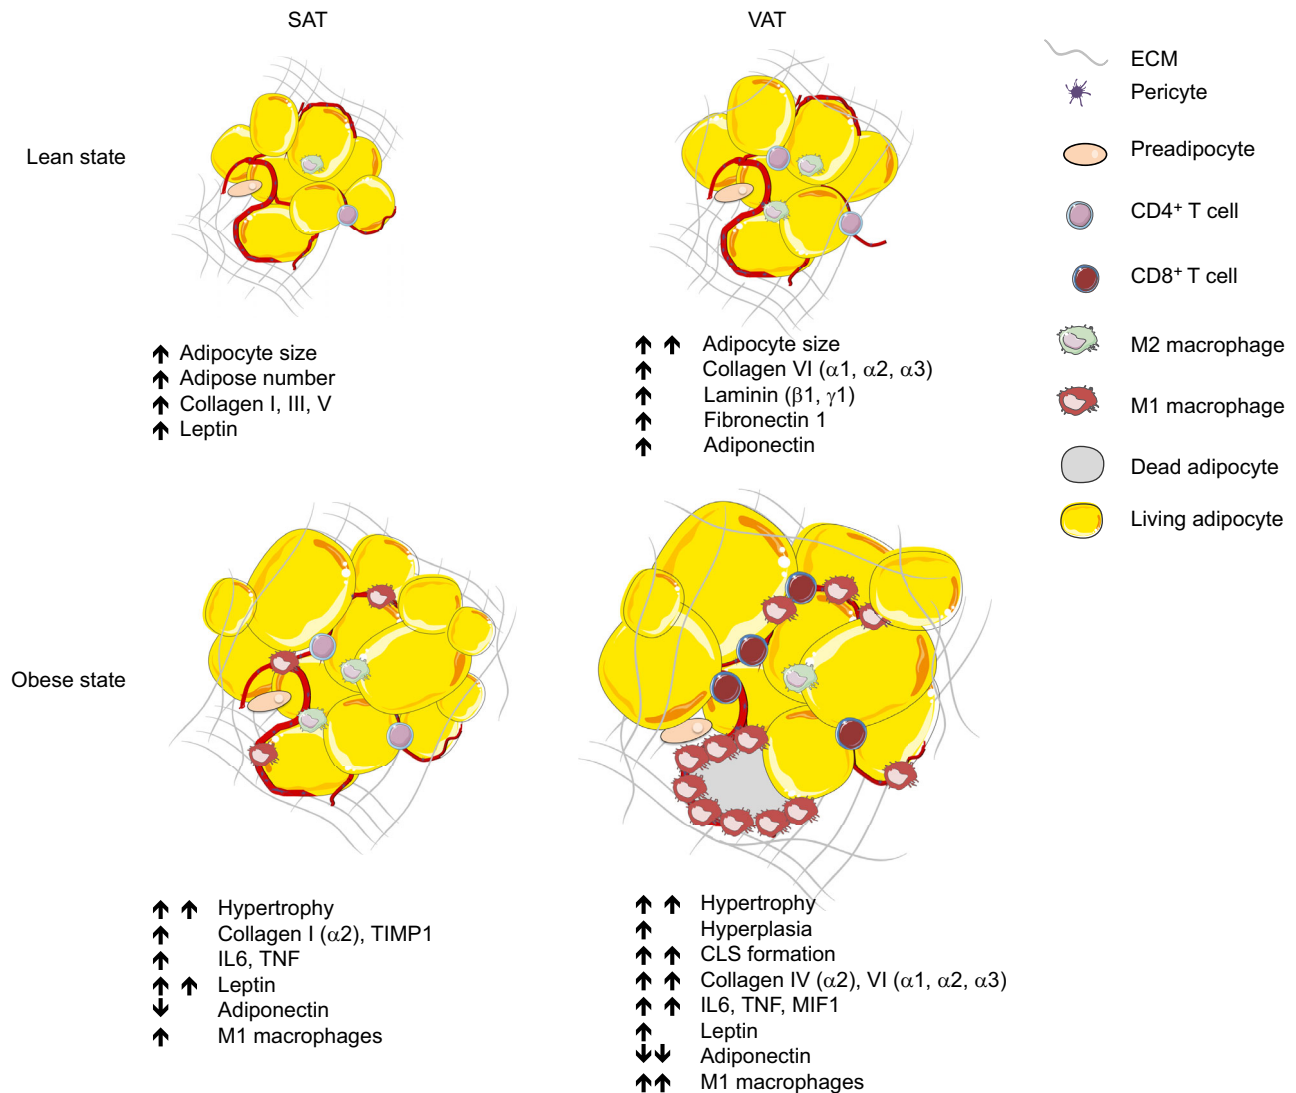 SAT
VAT
Lean state
ECM
Pericyte
Preadipocyte
CD4⁺ T cell
CD8⁺ T cell
M2 macrophage
M1 macrophage
Dead adipocyte
Living adipocyte
↑ Adipocyte size
↑ Adipose number
↑ Collagen I, III, V
↑ Leptin
↑ ↑ Adipocyte size
↑ Collagen VI (α1, α2, α3)
↑ Laminin (β1, γ1)
↑ Fibronectin 1
↑ Adiponectin
Obese state
↑ ↑ Hypertrophy
↑ Collagen I (α2), TIMP1
↑ IL6, TNF
↑ ↑ Leptin
↓ Adiponectin
↑ M1 macrophages
↑ ↑ Hypertrophy
↑ Hyperplasia
↑ ↑ CLS formation
↑ ↑ Collagen IV (α2), VI (α1, α2, α3)
↑ ↑ IL6, TNF, MIF1
↑ Leptin
↓↓ Adiponectin
↑↑ M1 macrophages